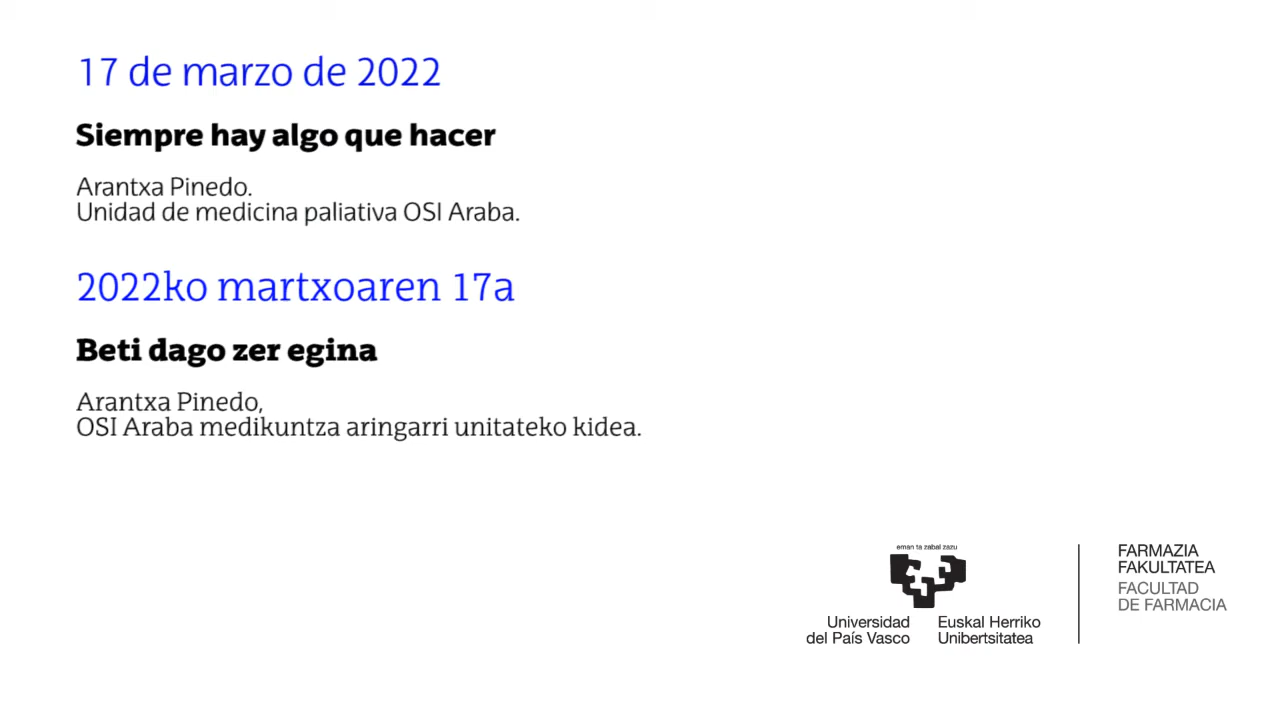 17 de marzo de 2022
Siempre hay algo que hacer
Arantxa Pinedo.
Unidad de medicina paliativa OSI Araba.
2022ko martxoaren 17a
Beti dago zer egina
Arantxa Pinedo,
OSI Araba medikuntza aringarri unitateko kidea.
eman ta zabal zazu
Universidad
del País Vasco
Euskal Herriko
Unibertsitatea
FARMAZIA
FAKULTATEA
FACULTAD
DE FARMACIA